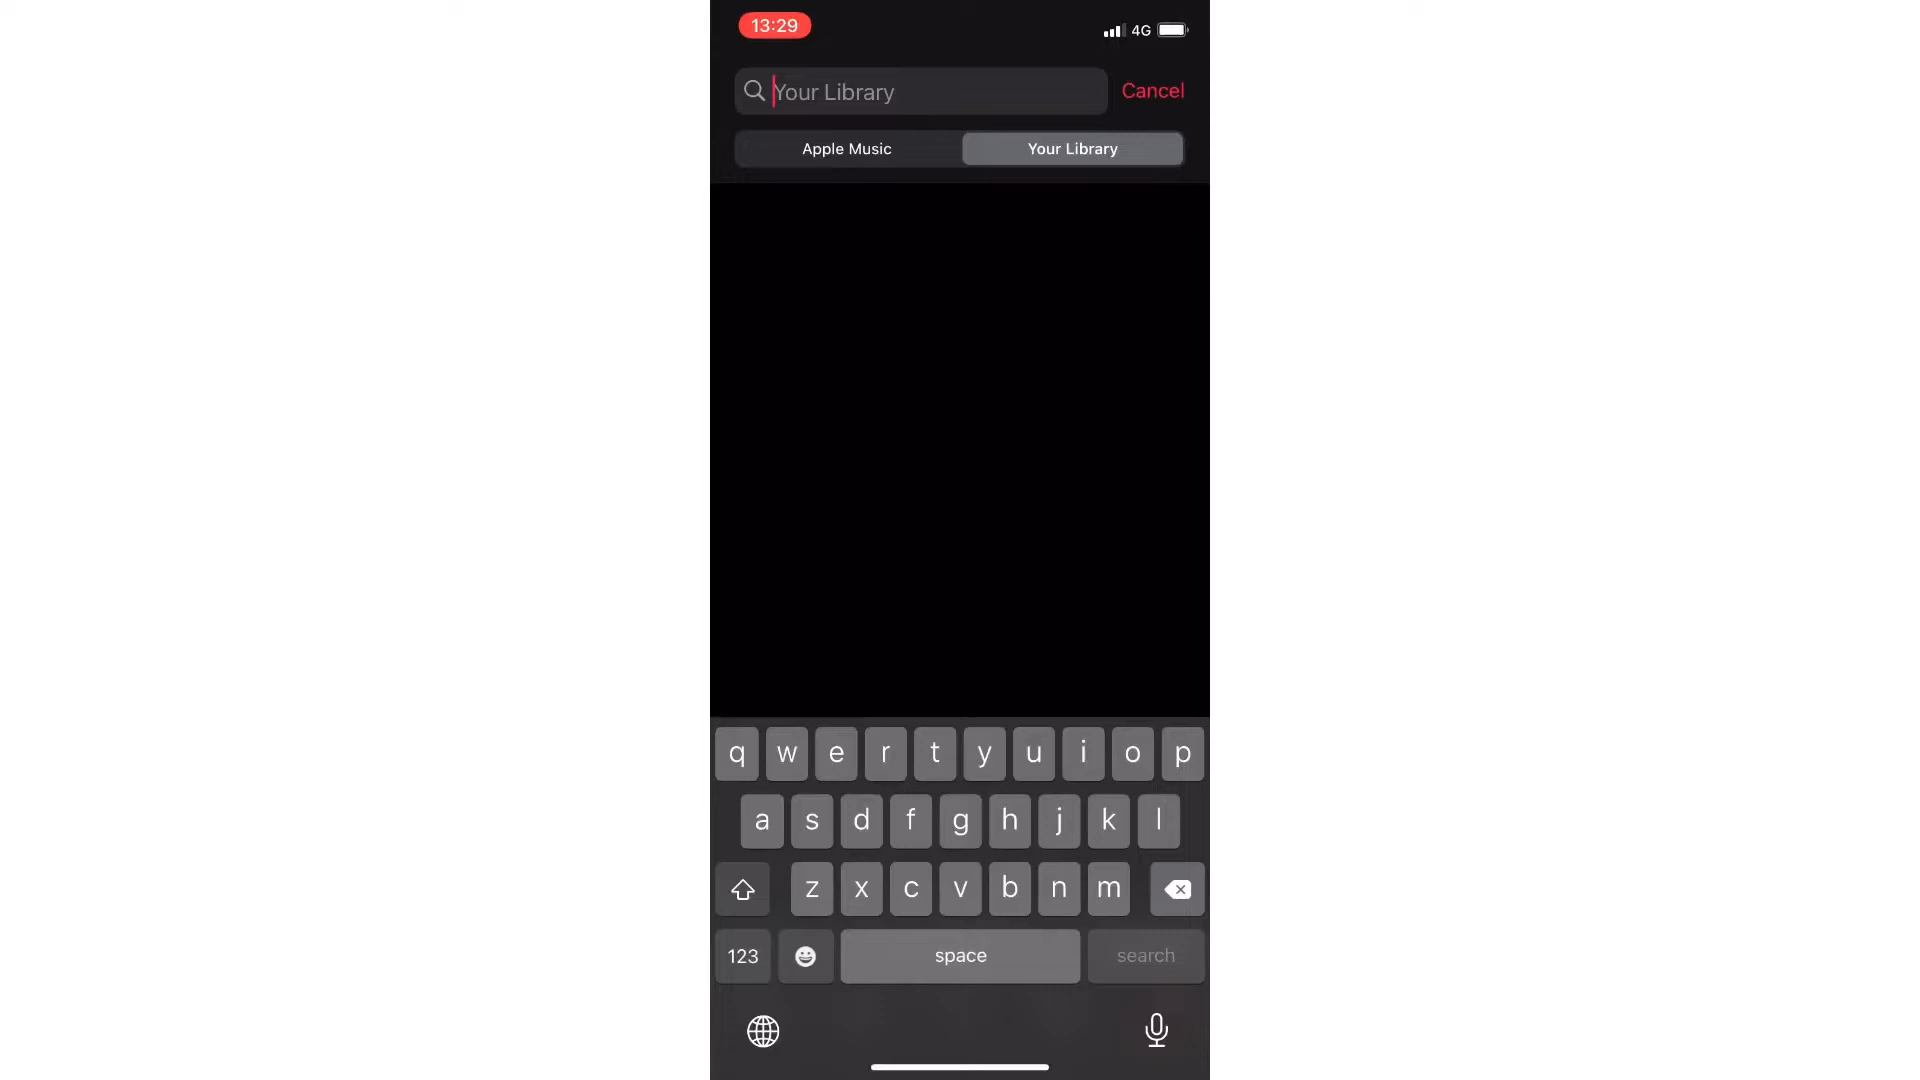 13:29
4G
Your Library
Cancel
Apple Music
Your Library
q w e r t y u i o p
a s d f g h j k l
z x c v b n m
123
space
search